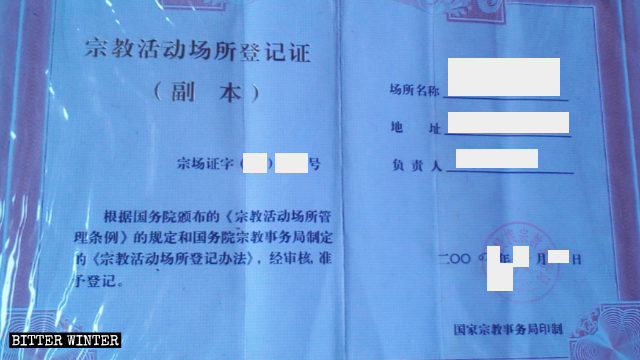 宗教活动场所登记证
（副 本）
宗场证字（ ） 号
根据国务院颁布的《宗教活动场所管
理条例》的规定和国务院宗教事务局制定
的《宗教活动场所登记办法》，经审核，准
予登记。
场所名称
地 址
负 责 人
二〇〇 年 月 日
国家宗教事务局印制
BITTER WINTER